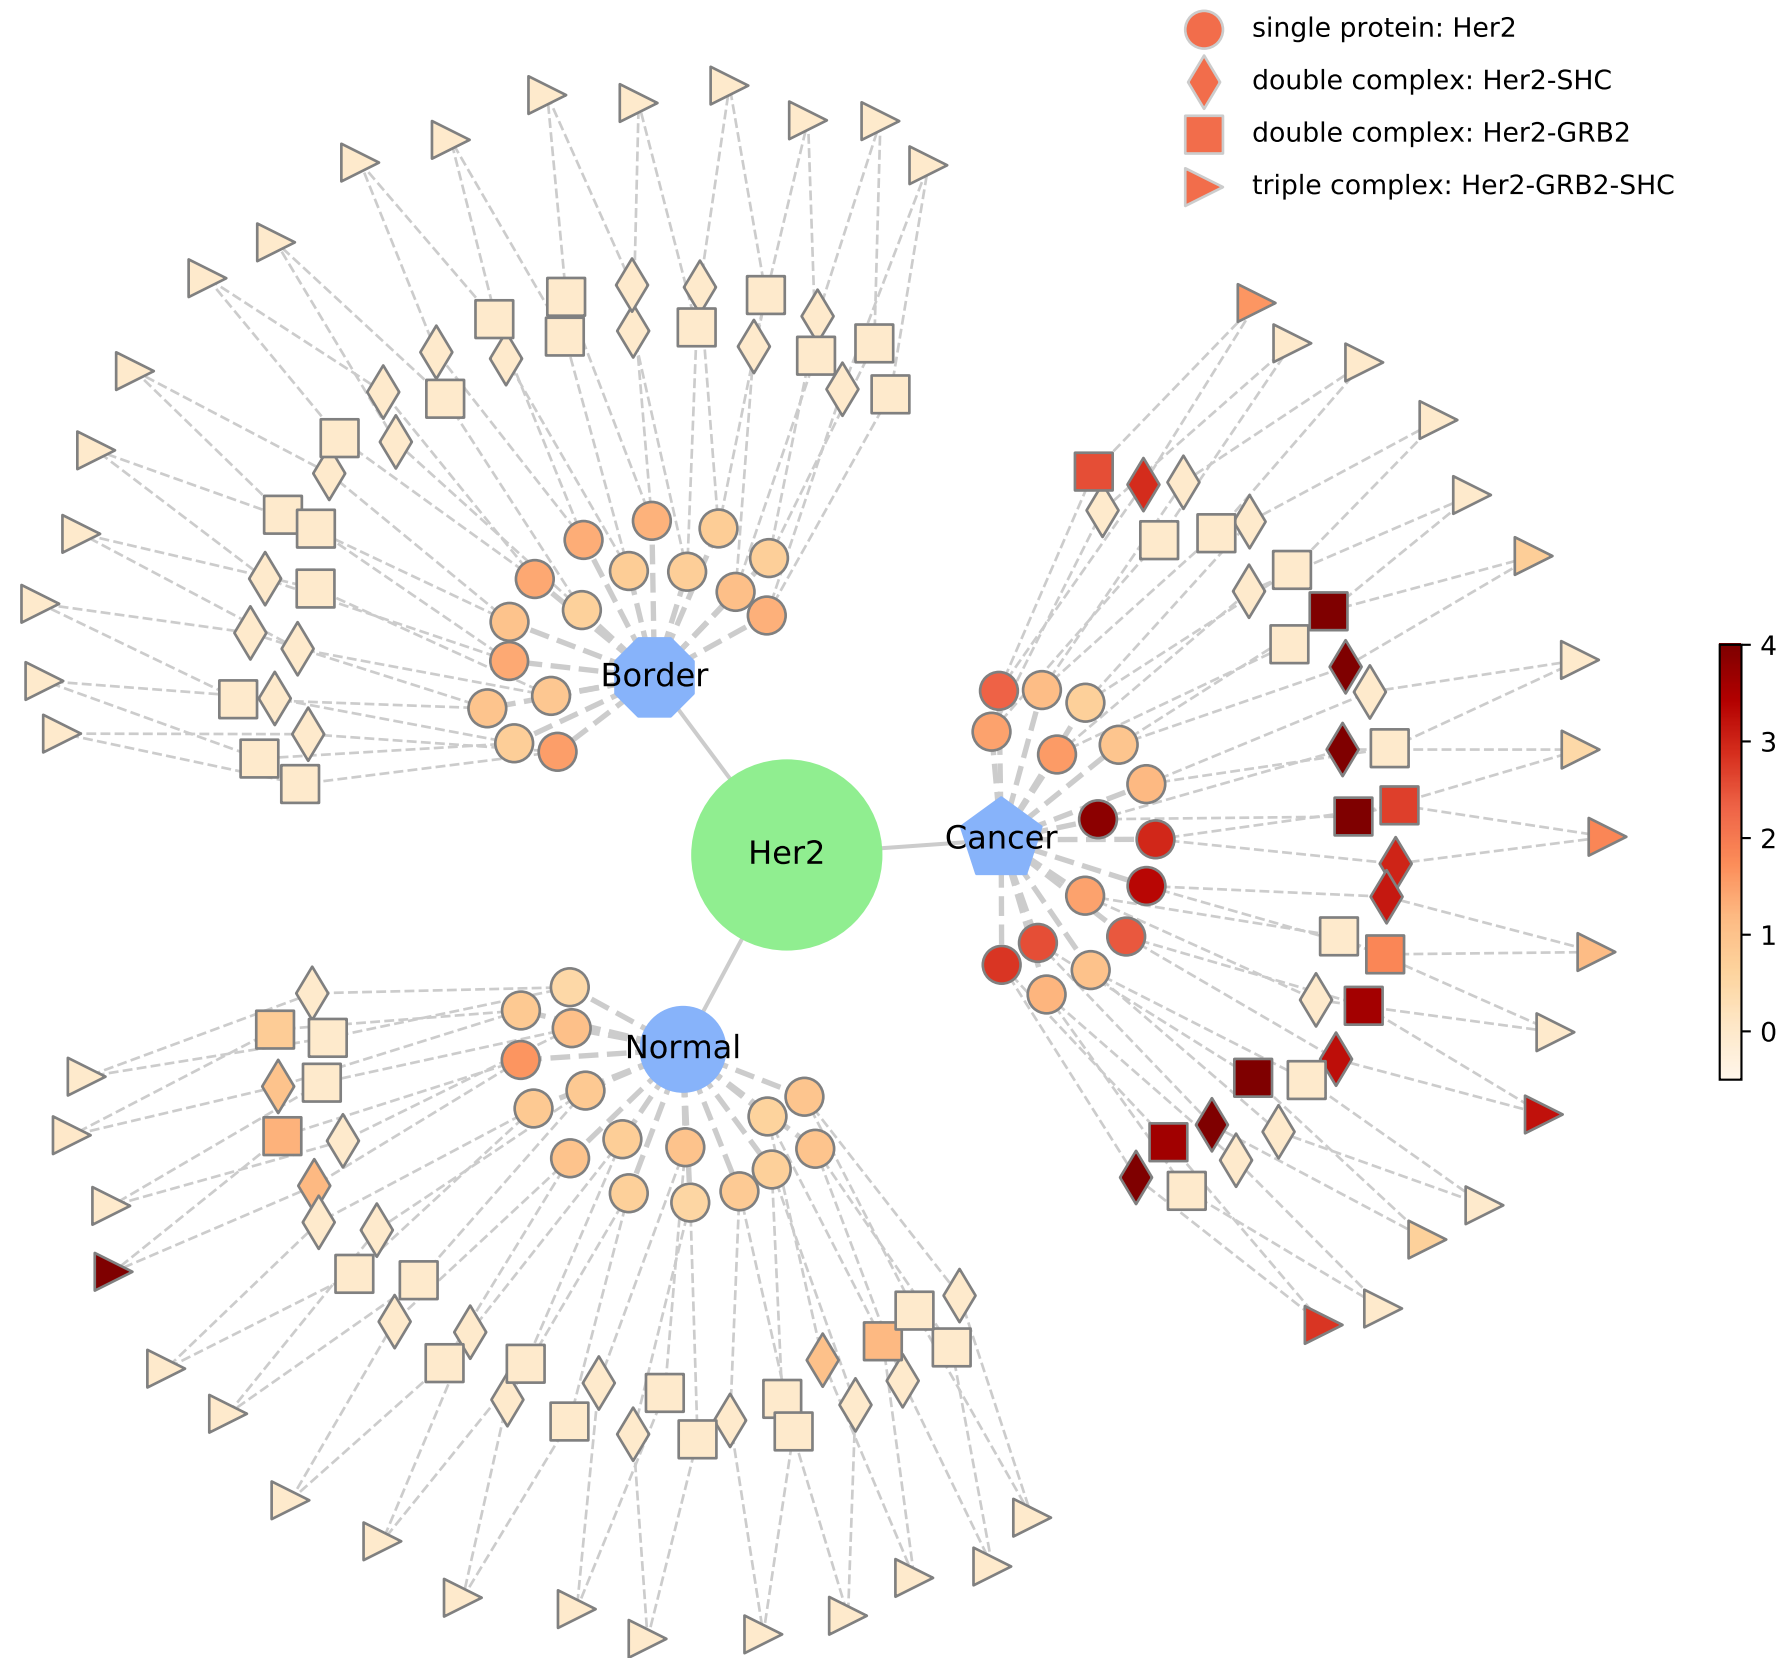 single protein: Her2
double complex: Her2-SHC
double complex: Her2-GRB2
triple complex: Her2-GRB2-SHC
Border
Her2
Cancer
Normal
4
3
2
1
0